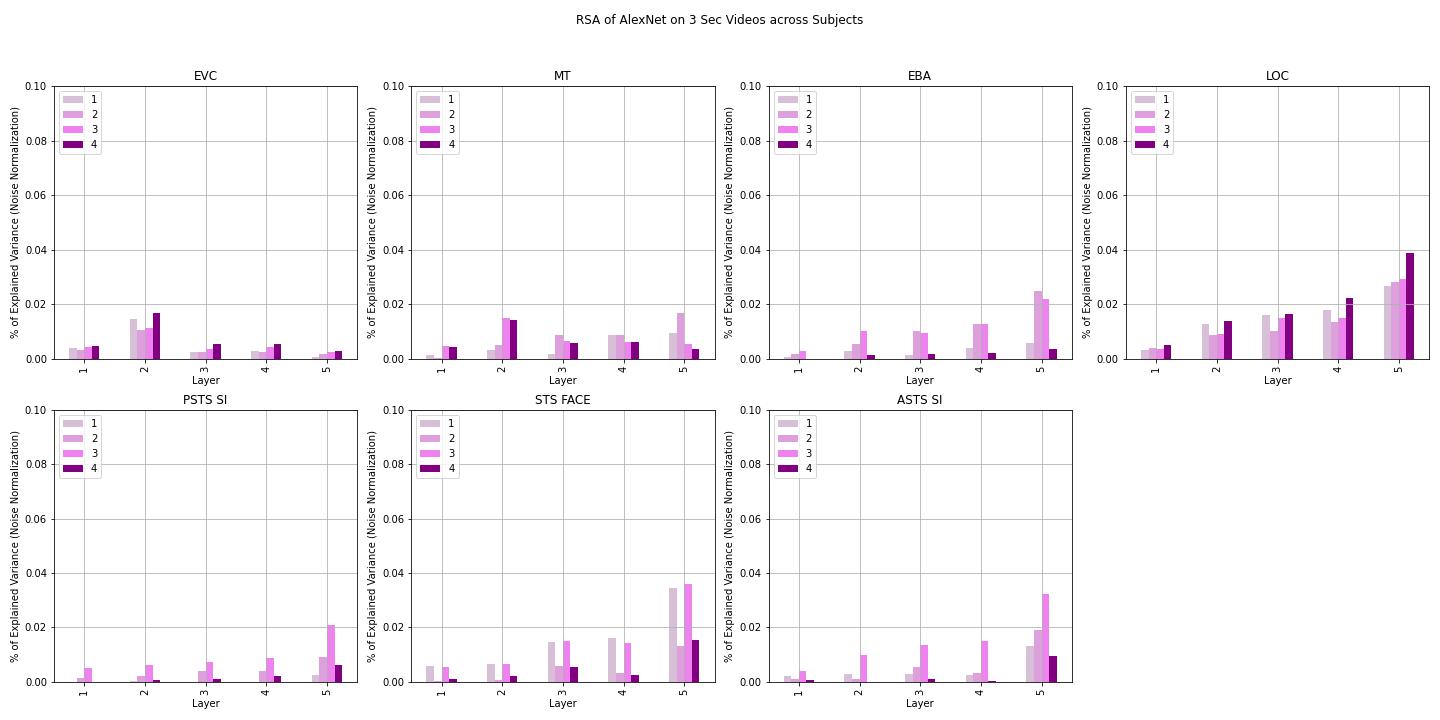 RSA of AlexNet on 3 Sec Videos across Subjects
EVC
% of Explained Variance (Noise Normalization)
0.10
0.08
0.06
0.04
0.02
0.00
1
2
3
4
1 2 3 4 5
Layer
MT
% of Explained Variance (Noise Normalization)
0.10
0.08
0.06
0.04
0.02
0.00
1
2
3
4
1 2 3 4 5
Layer
EBA
% of Explained Variance (Noise Normalization)
0.10
0.08
0.06
0.04
0.02
0.00
1
2
3
4
1 2 3 4 5
Layer
LOC
% of Explained Variance (Noise Normalization)
0.10
0.08
0.06
0.04
0.02
0.00
1
2
3
4
1 2 3 4 5
Layer
PSTS SI
% of Explained Variance (Noise Normalization)
0.10
0.08
0.06
0.04
0.02
0.00
1
2
3
4
1 2 3 4 5
Layer
STS FACE
% of Explained Variance (Noise Normalization)
0.10
0.08
0.06
0.04
0.02
0.00
1
2
3
4
1 2 3 4 5
Layer
ASTS SI
% of Explained Variance (Noise Normalization)
0.10
0.08
0.06
0.04
0.02
0.00
1
2
3
4
1 2 3 4 5
Layer